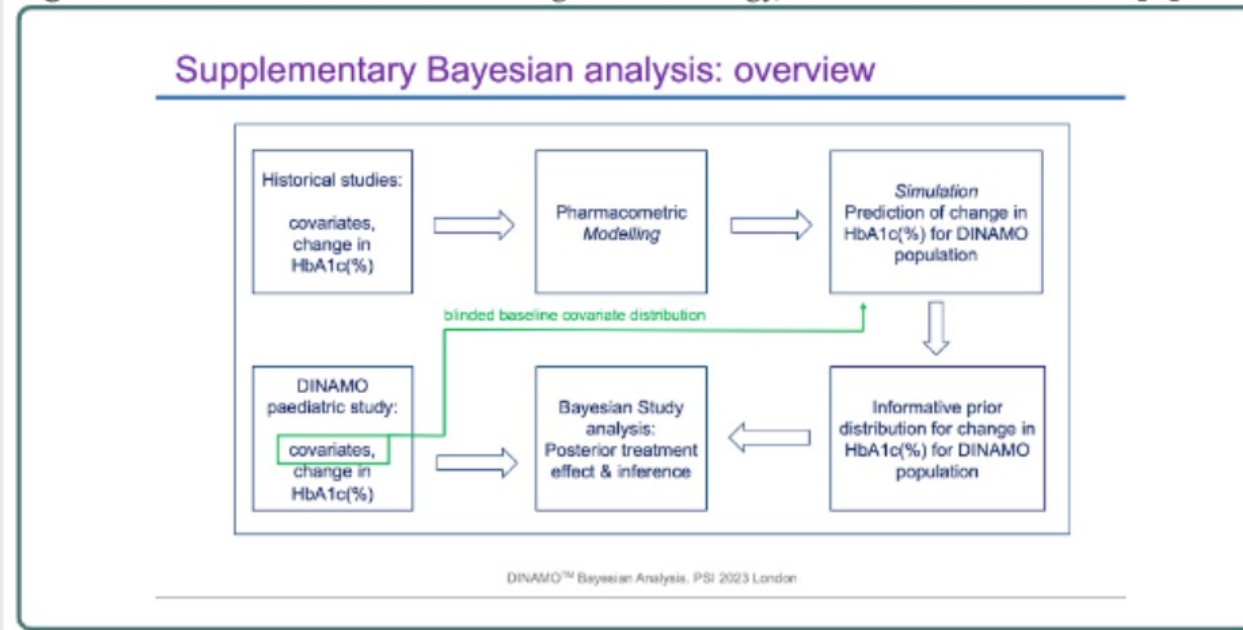 Supplementary Bayesian analysis: overview
Historical studies:
covariates,
change in
HbA1c(%)
Pharmacometric
Modelling
Simulation
Prediction of change in
HbA1c(%) for DINAMO
population
blinded baseline covariate distribution
DINAMO
paediatric study:
covariates,
change in
HbA1c(%)
Bayesian Study
analysis:
Posterior treatment
effect & inference
Informative prior
distribution for change in
HbA1c(%) for DINAMO
population
DINAMO™ Bayesian Analysis. PSI 2023 London